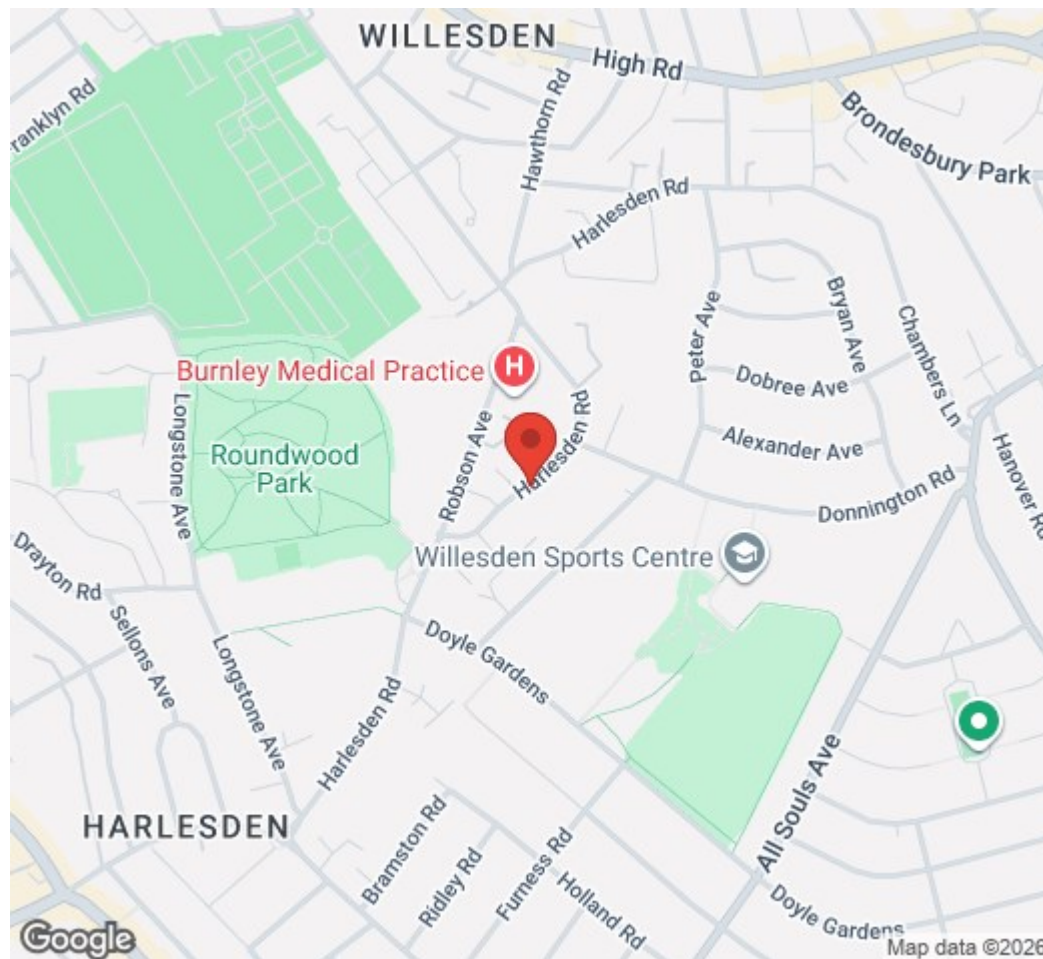 WILLESDEN
High Rd
Hawthorn Rd
ranklyn Rd
Brondesbury Park
Harlesden Rd
Bryan Ave
Peter Ave
Chambers Ln
Burnley Medical Practice
H
Dobree Ave
Longstone Ave
Roundwood
Park
Robson Ave
Harlesden Rd
Alexander Ave
Hanover Rd
Donnington Rd
Willesden Sports Centre
Drayton Rd
Sellons Ave
Longstone Ave
Doyle Gardens
Harlesden Rd
All Souls Ave
HARLESDEN
Bramston Rd
Ridley Rd
Furness Rd
Holland Rd
Doyle Gardens
Google
Map data ©2026